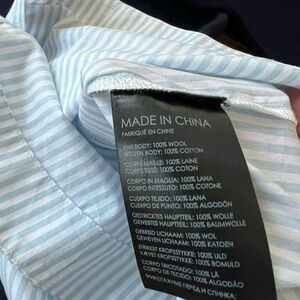 MADE IN CHINA
FABRIQUÉ EN CHINE
KNIT BODY: 100% WOOL
WOVEN BODY: 100% COTTON
CORPS MAILLE: 100% LAINE
CORPS TISSÉ: 100% COTON
CORPO IN MAGLIA: 100% LANA
CORPO INTESSUTO: 100% COTONE
CUERPO TEJIDO: 100% LANA
CUERPO DE PUNTO: 100% ALGODÓN
GESTRICKTES HAUPTTEIL: 100% WOLLE
GEWEBTES HAUPTTEIL: 100% BAUMWOLLE
GEBREID LICHAAM: 100% WOL
GEWEVEN LICHAAM: 100% KATOEN
STRIKKET KROPSSTYKKE: 100% ULD
VÆVET KROPSSTYKKE: 100% BOMULD
CORPO TRICOTADO: 100% LÃ
CORPO DE TECIDO: 100% ALGODÃO
ТРИКОТАЖНЫЕ ПЕРЕД И СПИНКА